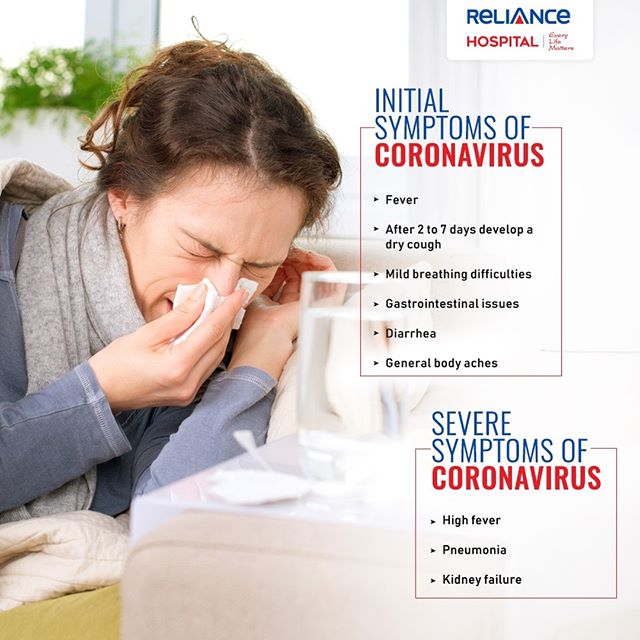 RELIANCE
HOSPITAL
Every
Life
Matters
INITIAL
SYMPTOMS OF
CORONAVIRUS
➤ Fever
➤ After 2 to 7 days develop a
dry cough
➤ Mild breathing difficulties
➤ Gastrointestinal issues
➤ Diarrhea
➤ General body aches
SEVERE
SYMPTOMS OF
CORONAVIRUS
➤ High fever
➤ Pneumonia
➤ Kidney failure